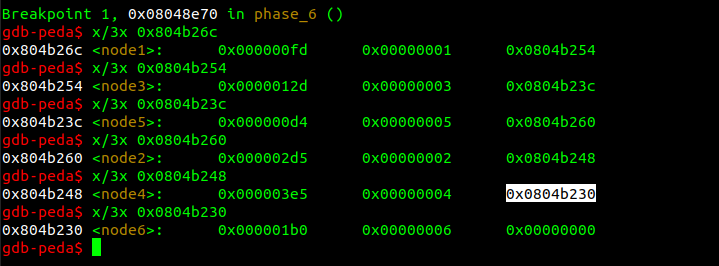 Breakpoint 1, 0x08048e70 in phase_6 ()
gdb-peda$ x/3x 0x804b26c
0x804b26c <node1>: 0x000000fd 0x00000001 0x0804b254
gdb-peda$ x/3x 0x0804b254
0x804b254 <node3>: 0x0000012d 0x00000003 0x0804b23c
gdb-peda$ x/3x 0x0804b23c
0x804b23c <node5>: 0x000000d4 0x00000005 0x0804b260
gdb-peda$ x/3x 0x0804b260
0x804b260 <node2>: 0x000002d5 0x00000002 0x0804b248
gdb-peda$ x/3x 0x0804b248
0x804b248 <node4>: 0x000003e5 0x00000004 0x0804b230
gdb-peda$ x/3x 0x0804b230
0x804b230 <node6>: 0x000001b0 0x00000006 0x00000000
gdb-peda$